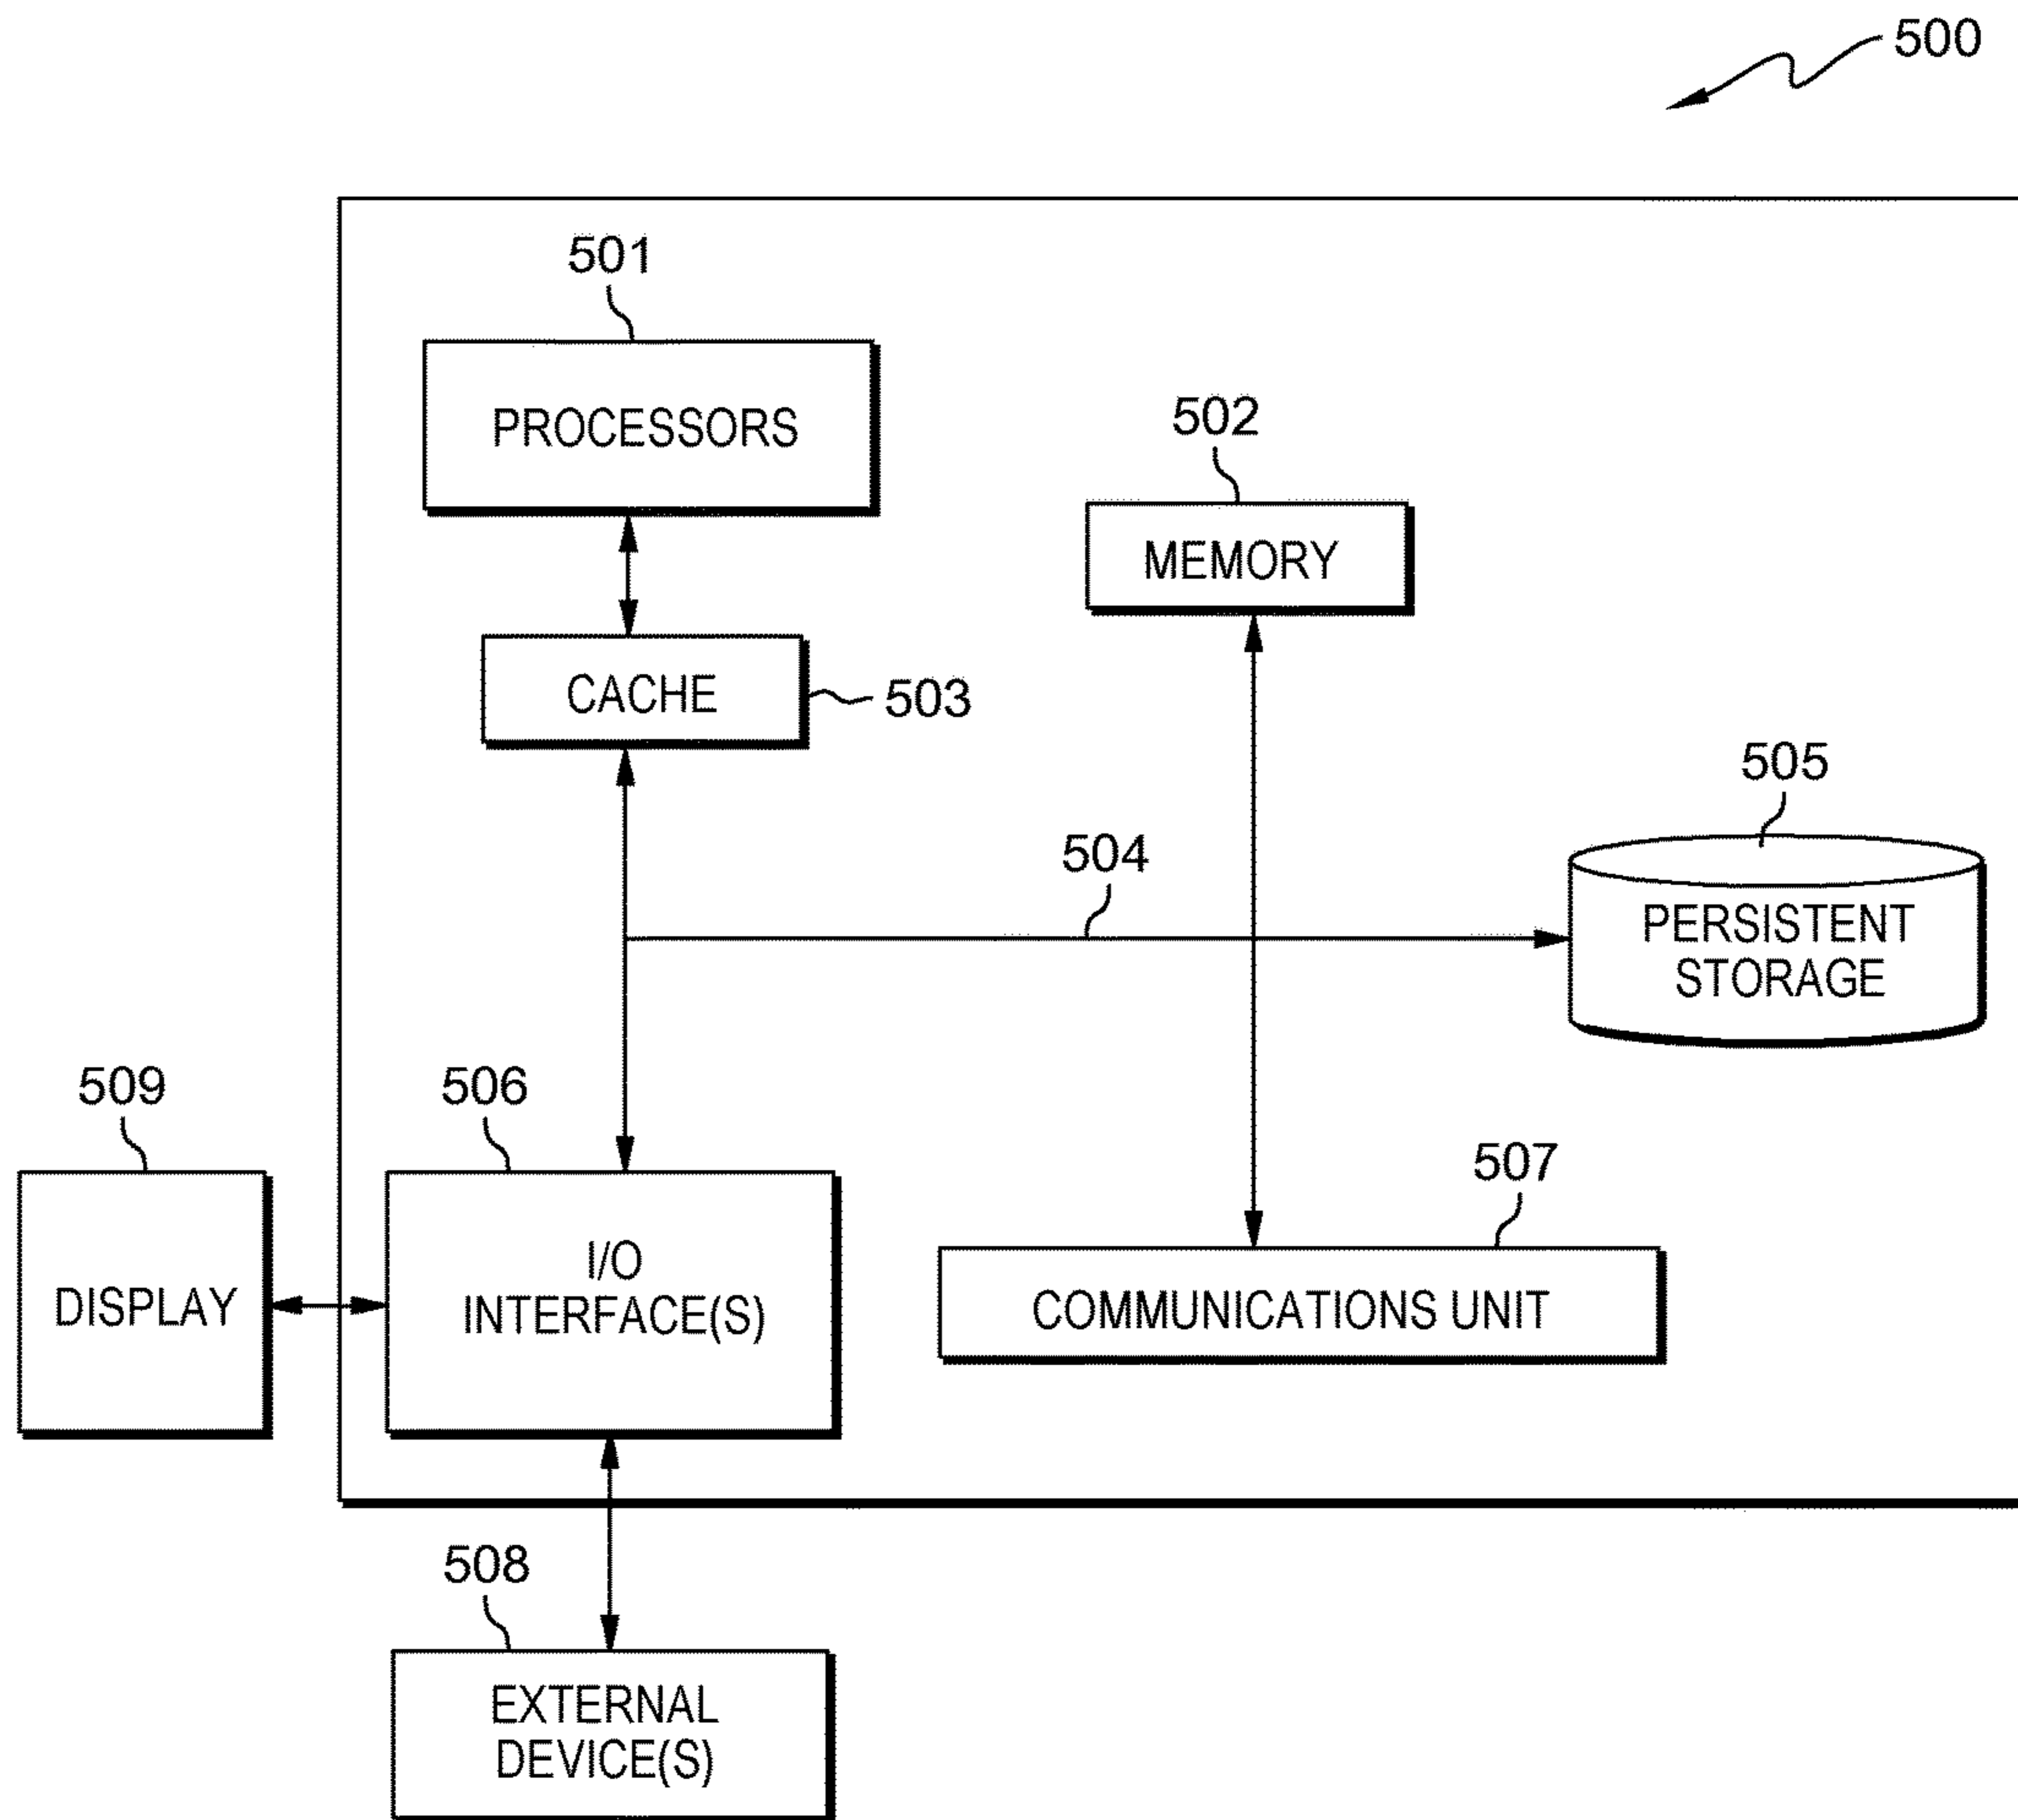 500
501
PROCESSORS
502
MEMORY
CACHE
503
505
504
PERSISTENT
STORAGE
509
506
507
DISPLAY
I/O
INTERFACE(S)
COMMUNICATIONS UNIT
508
EXTERNAL
DEVICE(S)